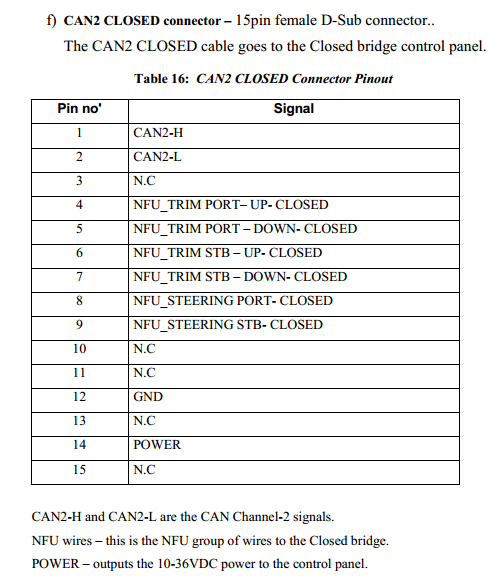 f) CAN2 CLOSED connector – 15pin female D-Sub connector..
The CAN2 CLOSED cable goes to the Closed bridge control panel.
Table 16: CAN2 CLOSED Connector Pinout
Pin no' Signal
1 CAN2-H
2 CAN2-L
3 N.C
4 NFU_TRIM PORT– UP- CLOSED
5 NFU_TRIM PORT – DOWN- CLOSED
6 NFU_TRIM STB – UP- CLOSED
7 NFU_TRIM STB – DOWN- CLOSED
8 NFU_STEERING PORT- CLOSED
9 NFU_STEERING STB- CLOSED
10 N.C
11 N.C
12 GND
13 N.C
14 POWER
15 N.C
CAN2-H and CAN2-L are the CAN Channel-2 signals.
NFU wires – this is the NFU group of wires to the Closed bridge.
POWER – outputs the 10-36VDC power to the control panel.